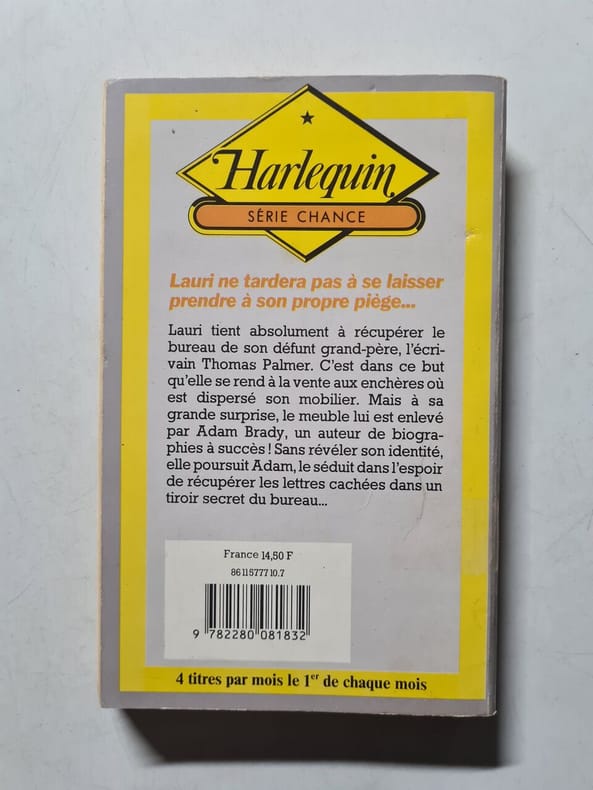 Harlequin
SÉRIE CHANCE
Lauri ne tardera pas à se laisser
prendre à son propre piège...
Lauri tient absolument à récupérer le
bureau de son défunt grand-père, l'écri-
vain Thomas Palmer. C'est dans ce but
qu'elle se rend à la vente aux enchères où
est dispersé son mobilier. Mais à sa
grande surprise, le meuble lui est enlevé
par Adam Brady, un auteur de biogra-
phies à succès ! Sans révéler son identité,
elle poursuit Adam, le séduit dans l'espoir
de récupérer les lettres cachées dans un
tiroir secret du bureau...
France 14,50 F
86 11 5777 10.7
9 782280 081832
4 titres par mois le 1er de chaque mois